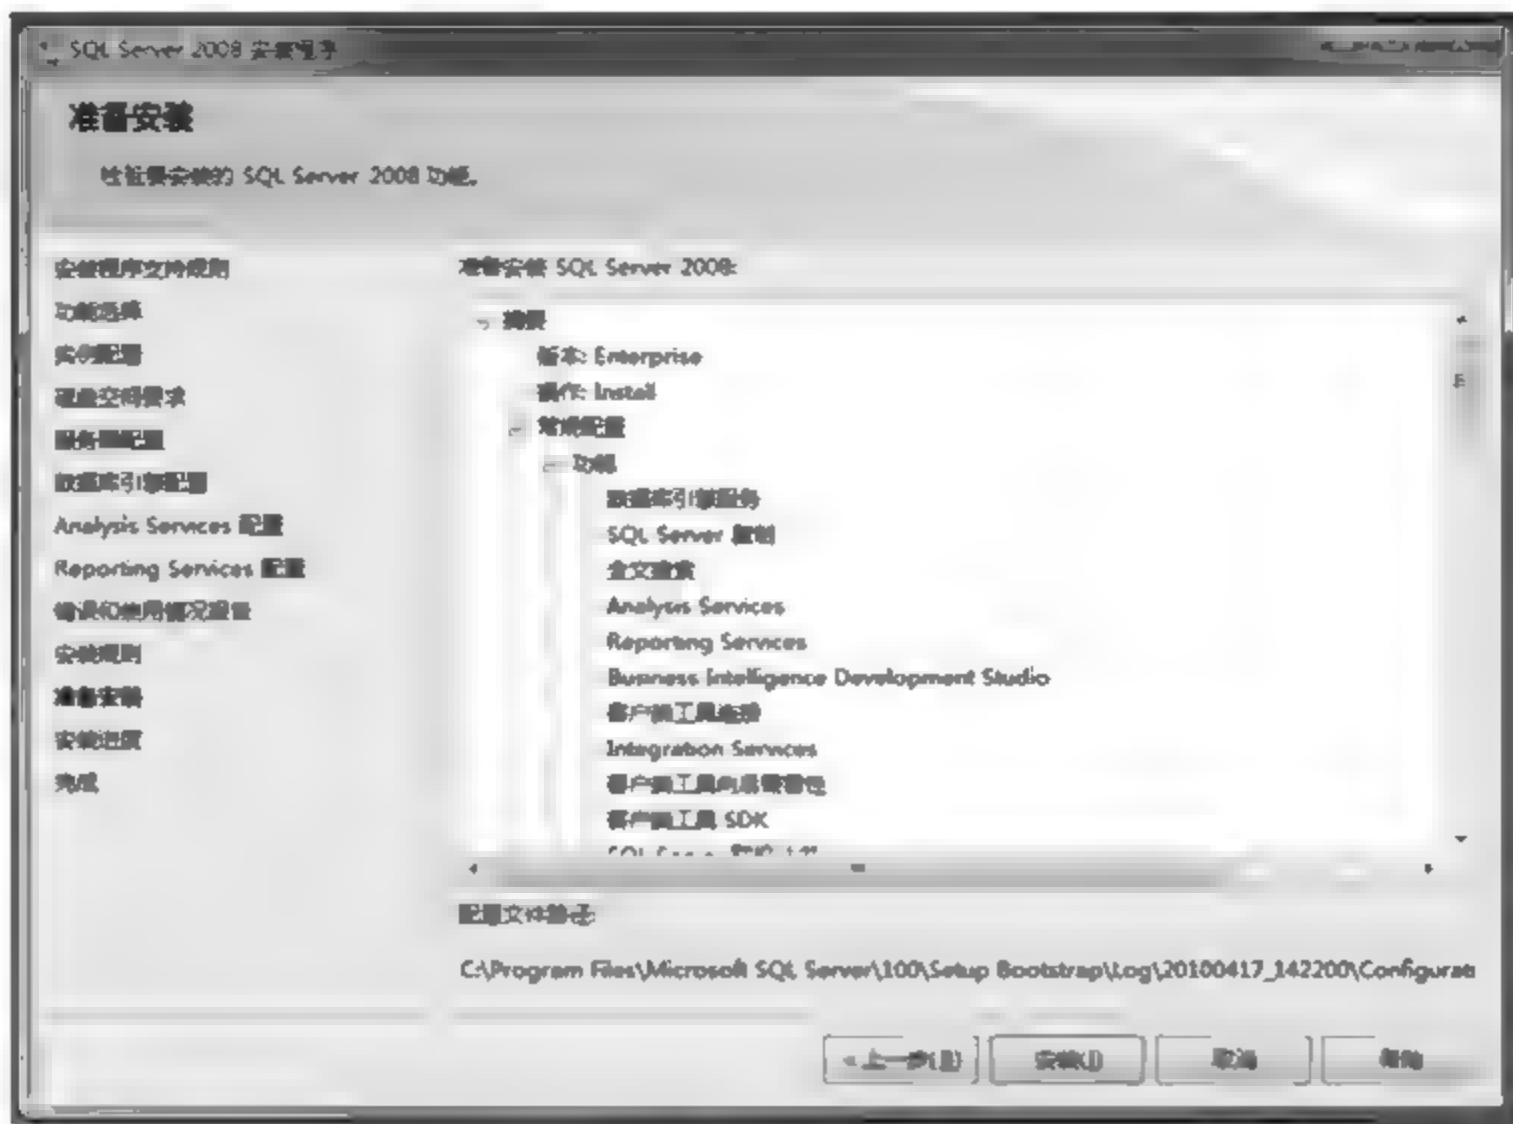 SQL Server 2008 安装程序
准备安装
验证要安装的 SQL Server 2008 功能。
安装程序支持规则
功能选择
实例配置
磁盘空间要求
服务器配置
数据库引擎配置
Analysis Services 配置
Reporting Services 配置
错误和使用情况报告
安装规则
准备安装
安装进度
完成
准备安装 SQL Server 2008:
摘要
版本: Enterprise
操作: Install
常规配置
功能
数据库引擎服务
SQL Server 复制
全文搜索
Analysis Services
Reporting Services
Business Intelligence Development Studio
客户端工具连接
Integration Services
客户端工具向后兼容性
客户端工具 SDK
SQL Server 联机丛书
配置文件路径:
C:\Program Files\Microsoft SQL Server\100\Setup Bootstrap\Log\20100417_142200\Configurati
< 上一步(B) 安装(I) 取消 帮助